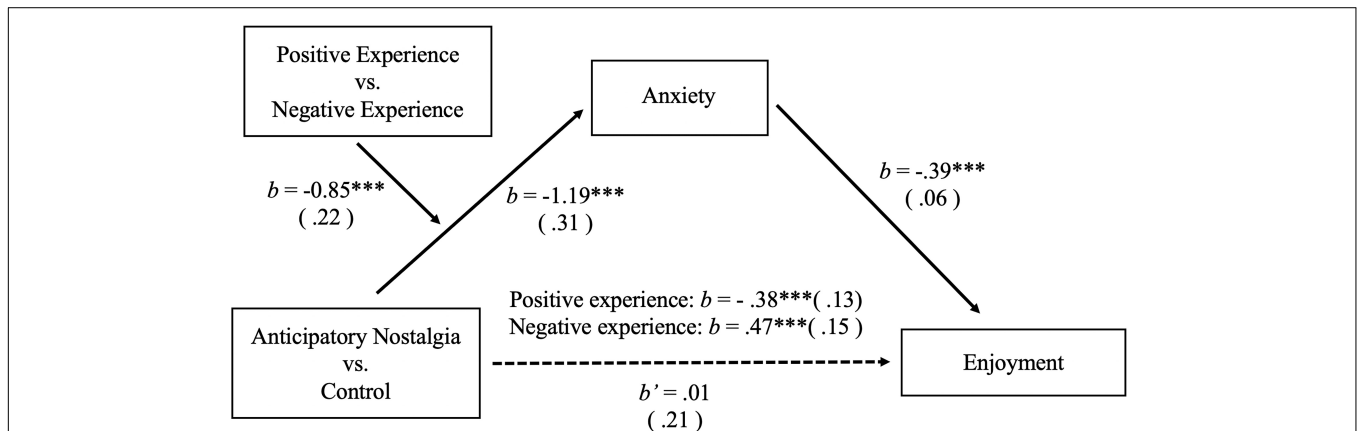 Positive Experience
vs.
Negative Experience
Anxiety
b = -0.85***
( .22 )
b = -1.19***
( .31 )
b = -.39***
( .06 )
Positive experience: b = - .38***( .13)
Negative experience: b = .47***( .15 )
Anticipatory Nostalgia
vs.
Control
Enjoyment
b’ = .01
( .21 )